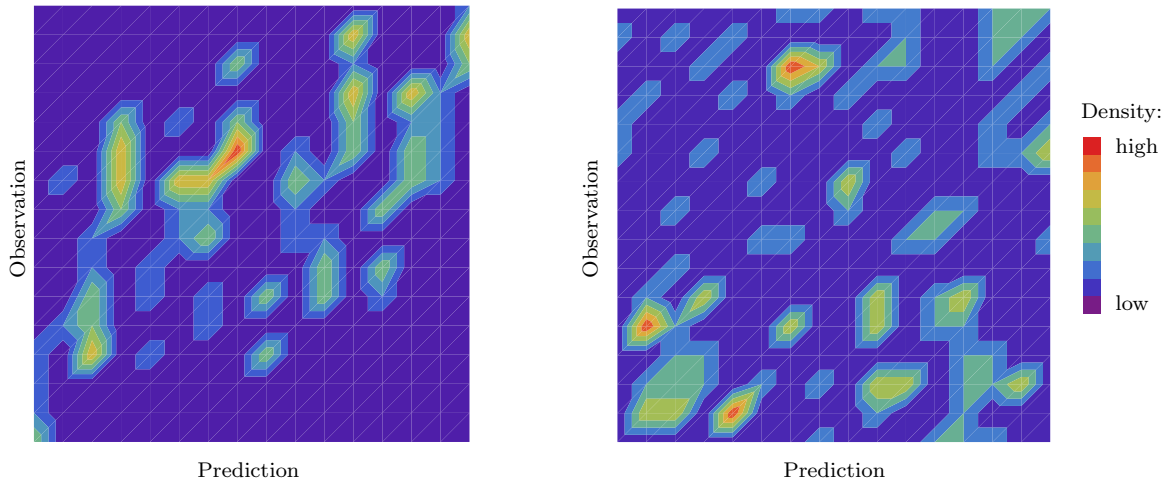 Observation
Prediction
Observation
Prediction
Density:
high
low